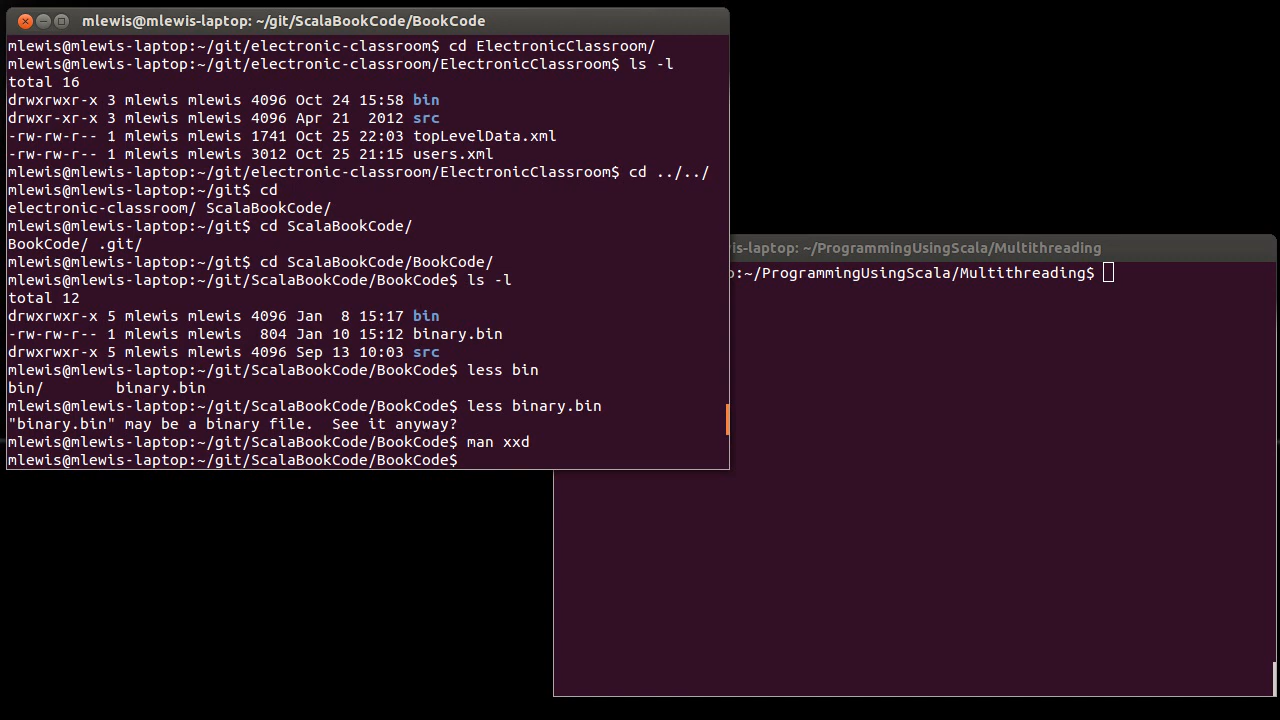 mlewis@mlewis-laptop: ~/git/ScalaBookCode/BookCode
mlewis@mlewis-laptop:~/git/electronic-classroom$ cd ElectronicClassroom/
mlewis@mlewis-laptop:~/git/electronic-classroom/ElectronicClassroom$ ls -l
total 16
drwxrwxr-x 3 mlewis mlewis 4096 Oct 24 15:58 bin
drwxr-xr-x 3 mlewis mlewis 4096 Apr 21  2012 src
-rw-rw-r-- 1 mlewis mlewis 1741 Oct 25 22:03 topLevelData.xml
-rw-rw-r-- 1 mlewis mlewis 3012 Oct 25 21:15 users.xml
mlewis@mlewis-laptop:~/git/electronic-classroom/ElectronicClassroom$ cd ../../
mlewis@mlewis-laptop:~/git$ cd
electronic-classroom/ ScalaBookCode/
mlewis@mlewis-laptop:~/git$ cd ScalaBookCode/
BookCode/ .git/
mlewis@mlewis-laptop:~/git$ cd ScalaBookCode/BookCode/
mlewis@mlewis-laptop:~/git/ScalaBookCode/BookCode$ ls -l
total 12
drwxrwxr-x 5 mlewis mlewis 4096 Jan  8 15:17 bin
-rw-rw-r-- 1 mlewis mlewis  804 Jan 10 15:12 binary.bin
drwxrwxr-x 5 mlewis mlewis 4096 Sep 13 10:03 src
mlewis@mlewis-laptop:~/git/ScalaBookCode/BookCode$ less bin
bin/        binary.bin
mlewis@mlewis-laptop:~/git/ScalaBookCode/BookCode$ less binary.bin
"binary.bin" may be a binary file.  See it anyway?
mlewis@mlewis-laptop:~/git/ScalaBookCode/BookCode$ man xxd
mlewis@mlewis-laptop:~/git/ScalaBookCode/BookCode$
is-laptop: ~/ProgrammingUsingScala/Multithreading
:~/ProgrammingUsingScala/Multithreading$